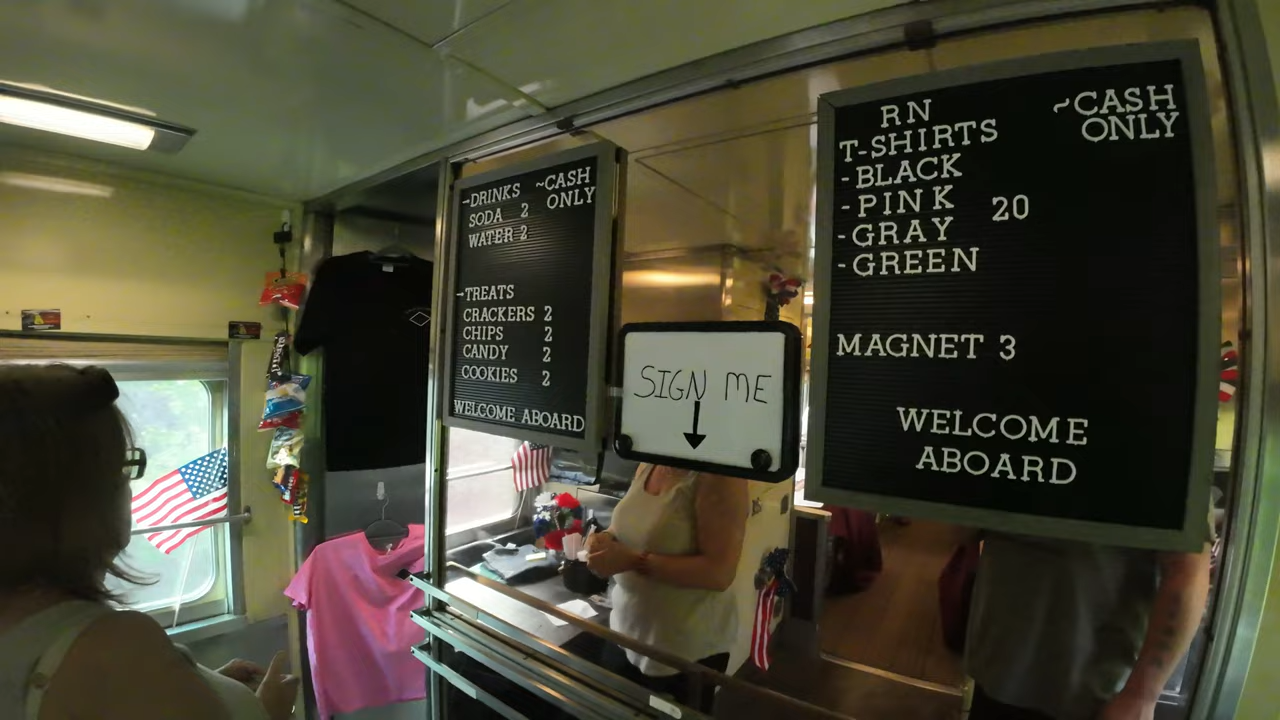 -DRINKS ~CASH
ONLY
SODA 2
WATER 2
-TREATS
CRACKERS 2
CHIPS 2
CANDY 2
COOKIES 2
WELCOME ABOARD
SIGN ME
RN
T-SHIRTS
~CASH
ONLY
-BLACK
-PINK 20
-GRAY
-GREEN
MAGNET 3
WELCOME
ABOARD